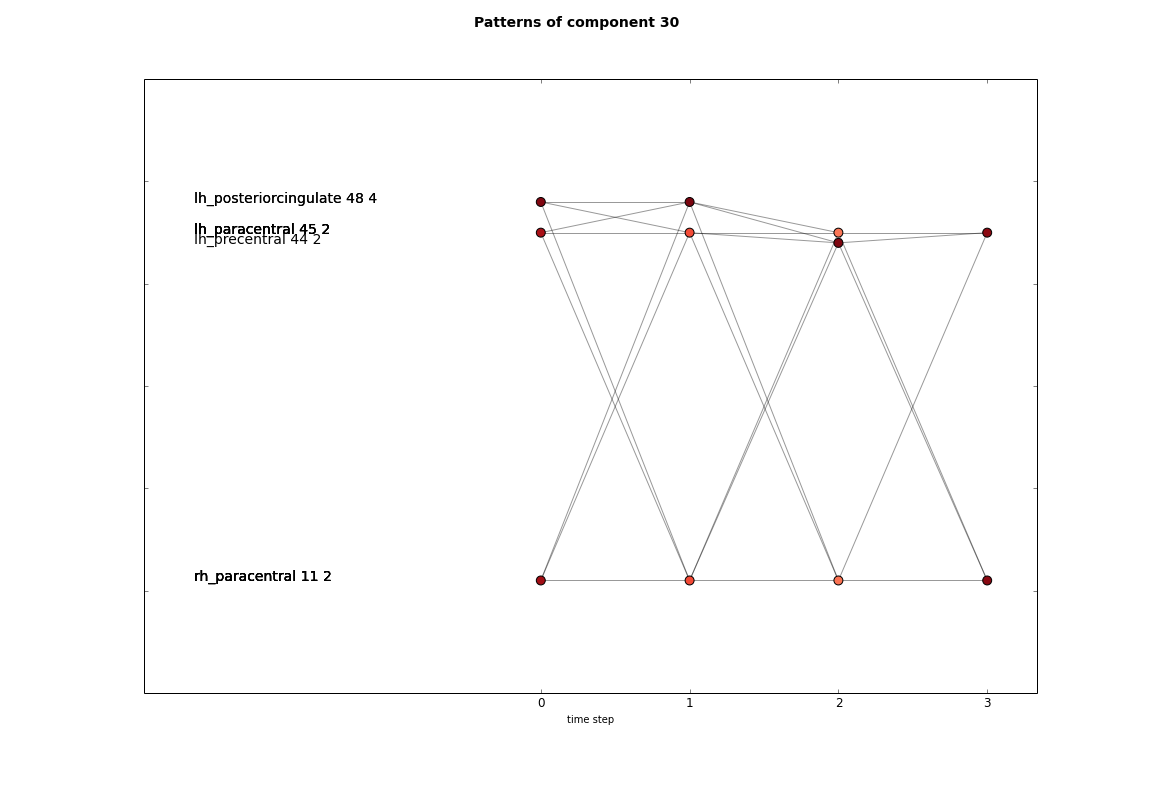 Patterns of component 30
lh_posteriorcingulate 48 4
lh_paracentral 45 2
lh_precentral 44 2
rh_paracentral 11 2
0 1 2 3
time step